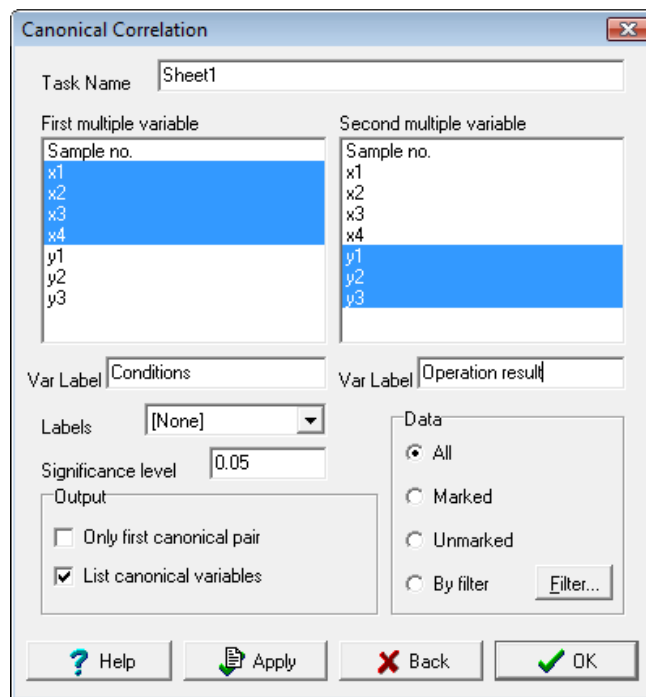 Canonical Correlation
Task Name Sheet1
First multiple variable
Sample no.
x1
x2
x3
x4
y1
y2
y3
Second multiple variable
Sample no.
x1
x2
x3
x4
y1
y2
y3
Var Label Conditions
Var Label Operation result
Labels [None]
Significance level 0.05
Output
Only first canonical pair
List canonical variables
Data
All
Marked
Unmarked
By filter Filter...
Help Apply Back OK